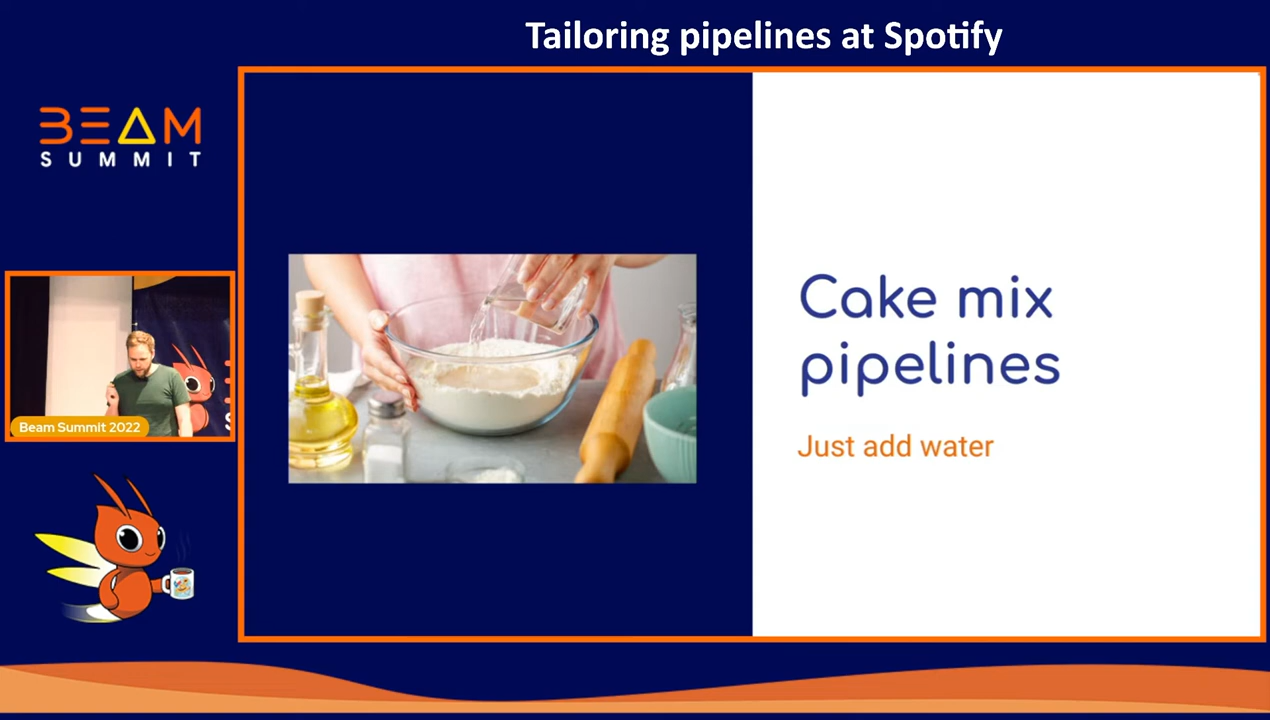 Tailoring pipelines at Spotify
BEAM
SUMMIT
Beam Summit 2022
Cake mix
pipelines
Just add water